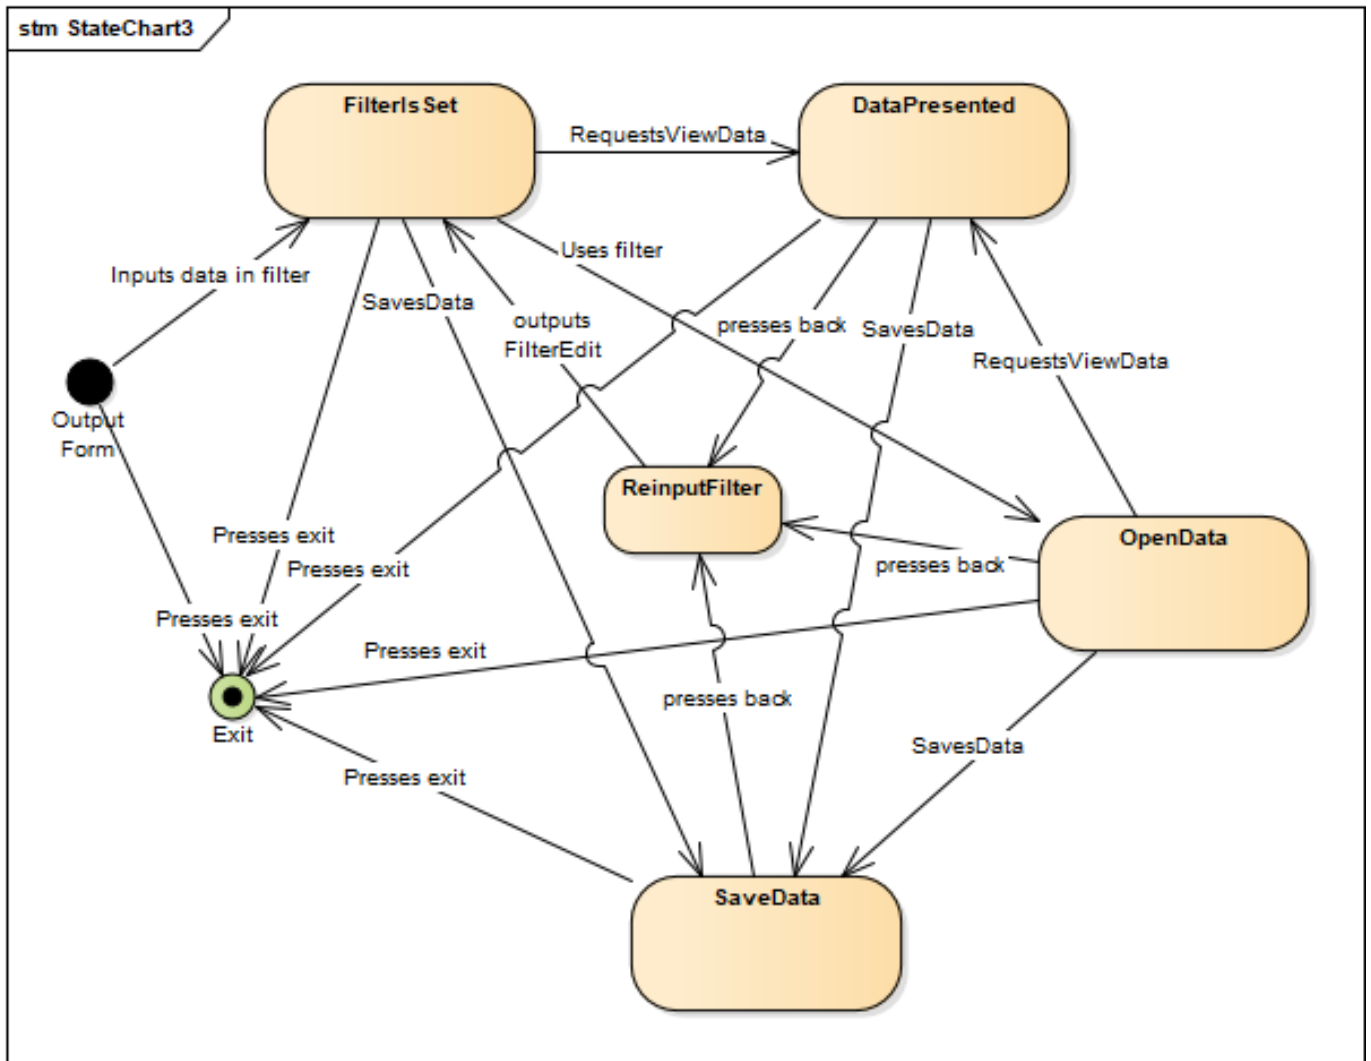 stm StateChart3
FilterIsSet
DataPresented
RequestsViewData
Uses filter
Inputs data in filter
SavesData
outputs
FilterEdit
presses back
SavesData
RequestsViewData
Output
Form
ReinputFilter
Presses exit
Presses exit
OpenData
presses back
Presses exit
Presses exit
presses back
Exit
SavesData
Presses exit
SaveData